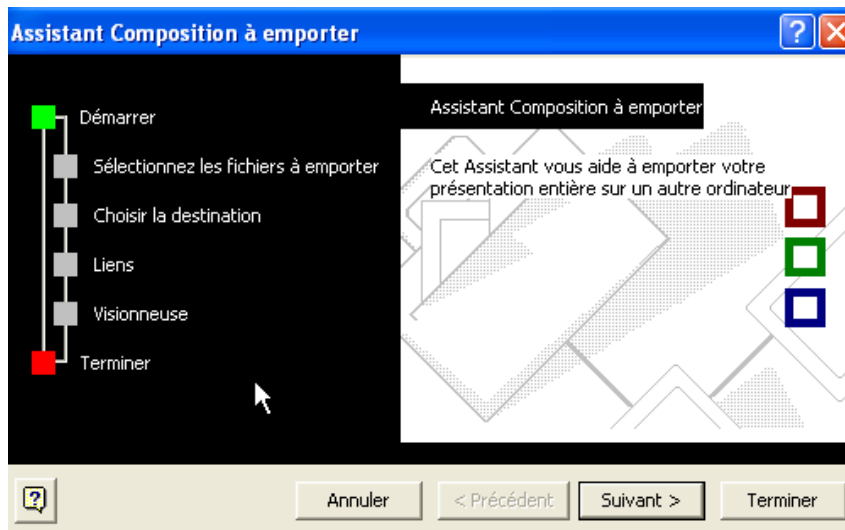 Assistant Composition à emporter
Démarrer
Sélectionnez les fichiers à emporter
Choisir la destination
Liens
Visionneuse
Terminer
Assistant Composition à emporter
Cet Assistant vous aide à emporter votre
présentation entière sur un autre ordinateur.
Annuler
< Précédent
Suivant >
Terminer